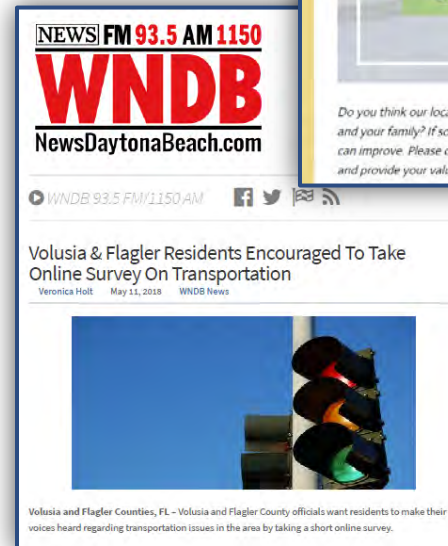 NEWS FM 93.5 AM 1150
WNDB
NewsDaytonaBeach.com
Do you think our loca
and your family? If so
can improve. Please c
and provide your valu
WNDB 93.5 FM/1150 AM
Volusia & Flagler Residents Encouraged To Take
Online Survey On Transportation
Veronica Holt May 11, 2018 WNDB News
Volusia and Flagler Counties, FL – Volusia and Flagler County officials want residents to make their
voices heard regarding transportation issues in the area by taking a short online survey.